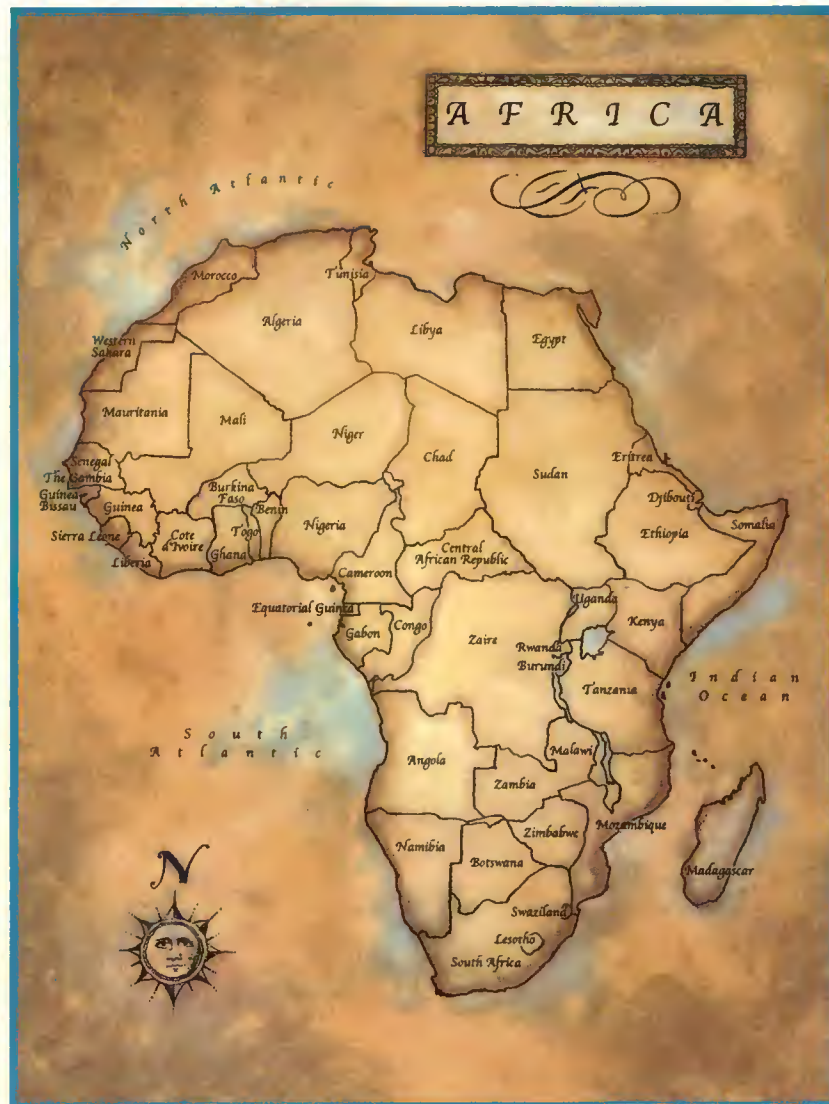 AFRICA
North Atlantic
Morocco
Tunisia
Algeria
Libya
Egypt
Western
Sahara
Mauritania
Mali
Niger
Chad
Sudan
Eritrea
Senegal
The Gambia
Guinea
Bissau
Guinea
Burkina
Faso
Benin
Nigeria
Djibouti
Ethiopia
Somalia
Sierra Leone
Liberia
Cote
d'Ivoire
Togo
Ghana
Cameroon
Central
African Republic
Equatorial Guinea
Gabon
Congo
Zaire
Uganda
Kenya
Rwanda
Burundi
Tanzania
Indian
Ocean
South
Atlantic
Angola
Malawi
Zambia
Zimbabwe
Mozambique
Namibia
Botswana
Madagascar
Swaziland
Lesotho
South Africa
N